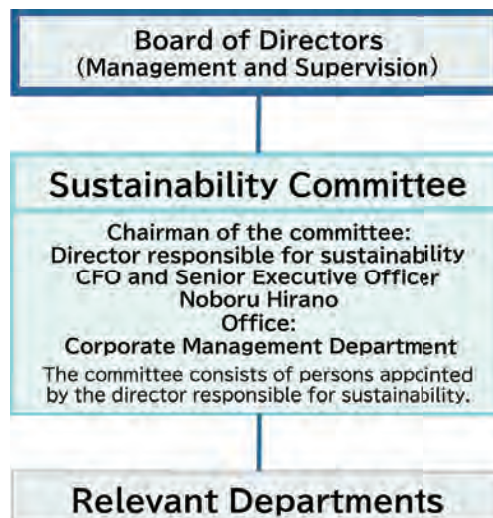 Board of Directors
(Management and Supervision)
Sustainability Committee
Chairman of the committee:
Director responsible for sustainability
CFO and Senior Executive Officer
Noboru Hirano
Office:
Corporate Management Department
The committee consists of persons appointed
by the director responsible for sustainability.
Relevant Departments